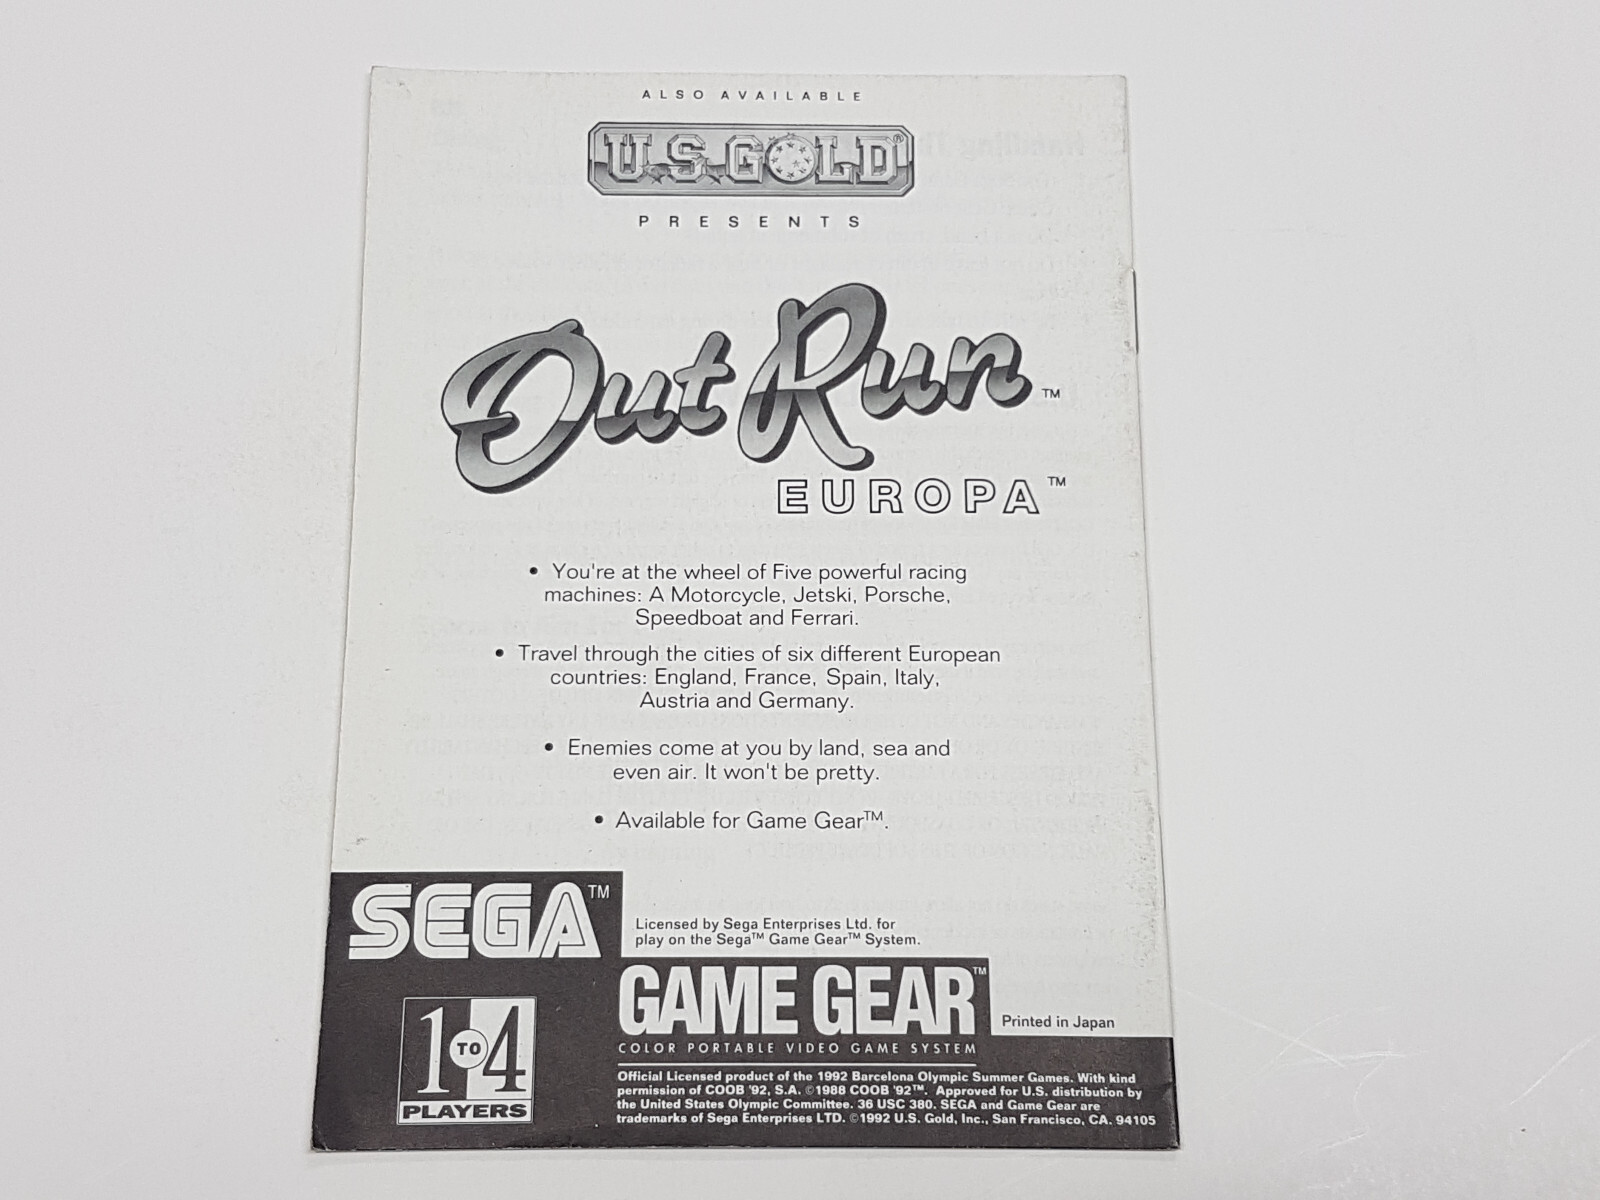 ALSO AVAILABLE
U.S. GOLD®
PRESENTS
Out Run™
EUROPA™
• You're at the wheel of Five powerful racing
machines: A Motorcycle, Jetski, Porsche,
Speedboat and Ferrari.
• Travel through the cities of six different European
countries: England, France, Spain, Italy,
Austria and Germany.
• Enemies come at you by land, sea and
even air. It won't be pretty.
• Available for Game Gear™.
SEGA™
Licensed by Sega Enterprises Ltd. for
play on the Sega™ Game Gear™ System.
GAME GEAR™
Printed in Japan
COLOR PORTABLE VIDEO GAME SYSTEM
1 TO 4
PLAYERS
Official Licensed product of the 1992 Barcelona Olympic Summer Games. With kind
permission of COOB '92, S.A. ©1988 COOB '92™. Approved for U.S. distribution by
the United States Olympic Committee. 36 USC 380. SEGA and Game Gear are
trademarks of Sega Enterprises LTD. ©1992 U.S. Gold, Inc., San Francisco, CA. 94105